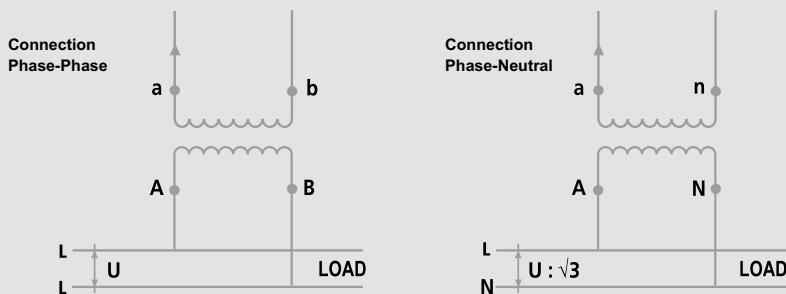 Connection
Phase-Phase
a
b
A
B
L
U
LOAD
L
Connection
Phase-Neutral
a
n
A
N
L
U : √3
LOAD
N